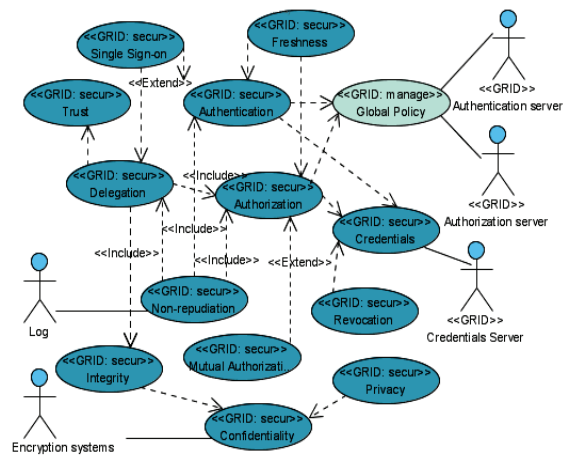 <<GRID: secur>>
Single Sign-on
<<GRID: secur>>
Freshness
<<Extend>>
<<GRID: secur>>
Trust
<<GRID: secur>>
Authentication
<<GRID: manage>>
Global Policy
<<GRID>>
Authentication server
<<GRID: secur>>
Delegation
<<Include>>
<<GRID: secur>>
Authorization
<<GRID: secur>>
Credentials
<<GRID>>
Authorization server
<<Include>>
<<Include>>
<<Include>>
<<Extend>>
<<GRID: secur>>
Non-repudiation
<<GRID: secur>>
Revocation
Log
<<GRID>>
Credentials Server
<<GRID: secur>>
Integrity
<<GRID: secur>>
Mutual Authorizati...
<<GRID: secur>>
Privacy
<<GRID: secur>>
Confidentiality
Encryption systems